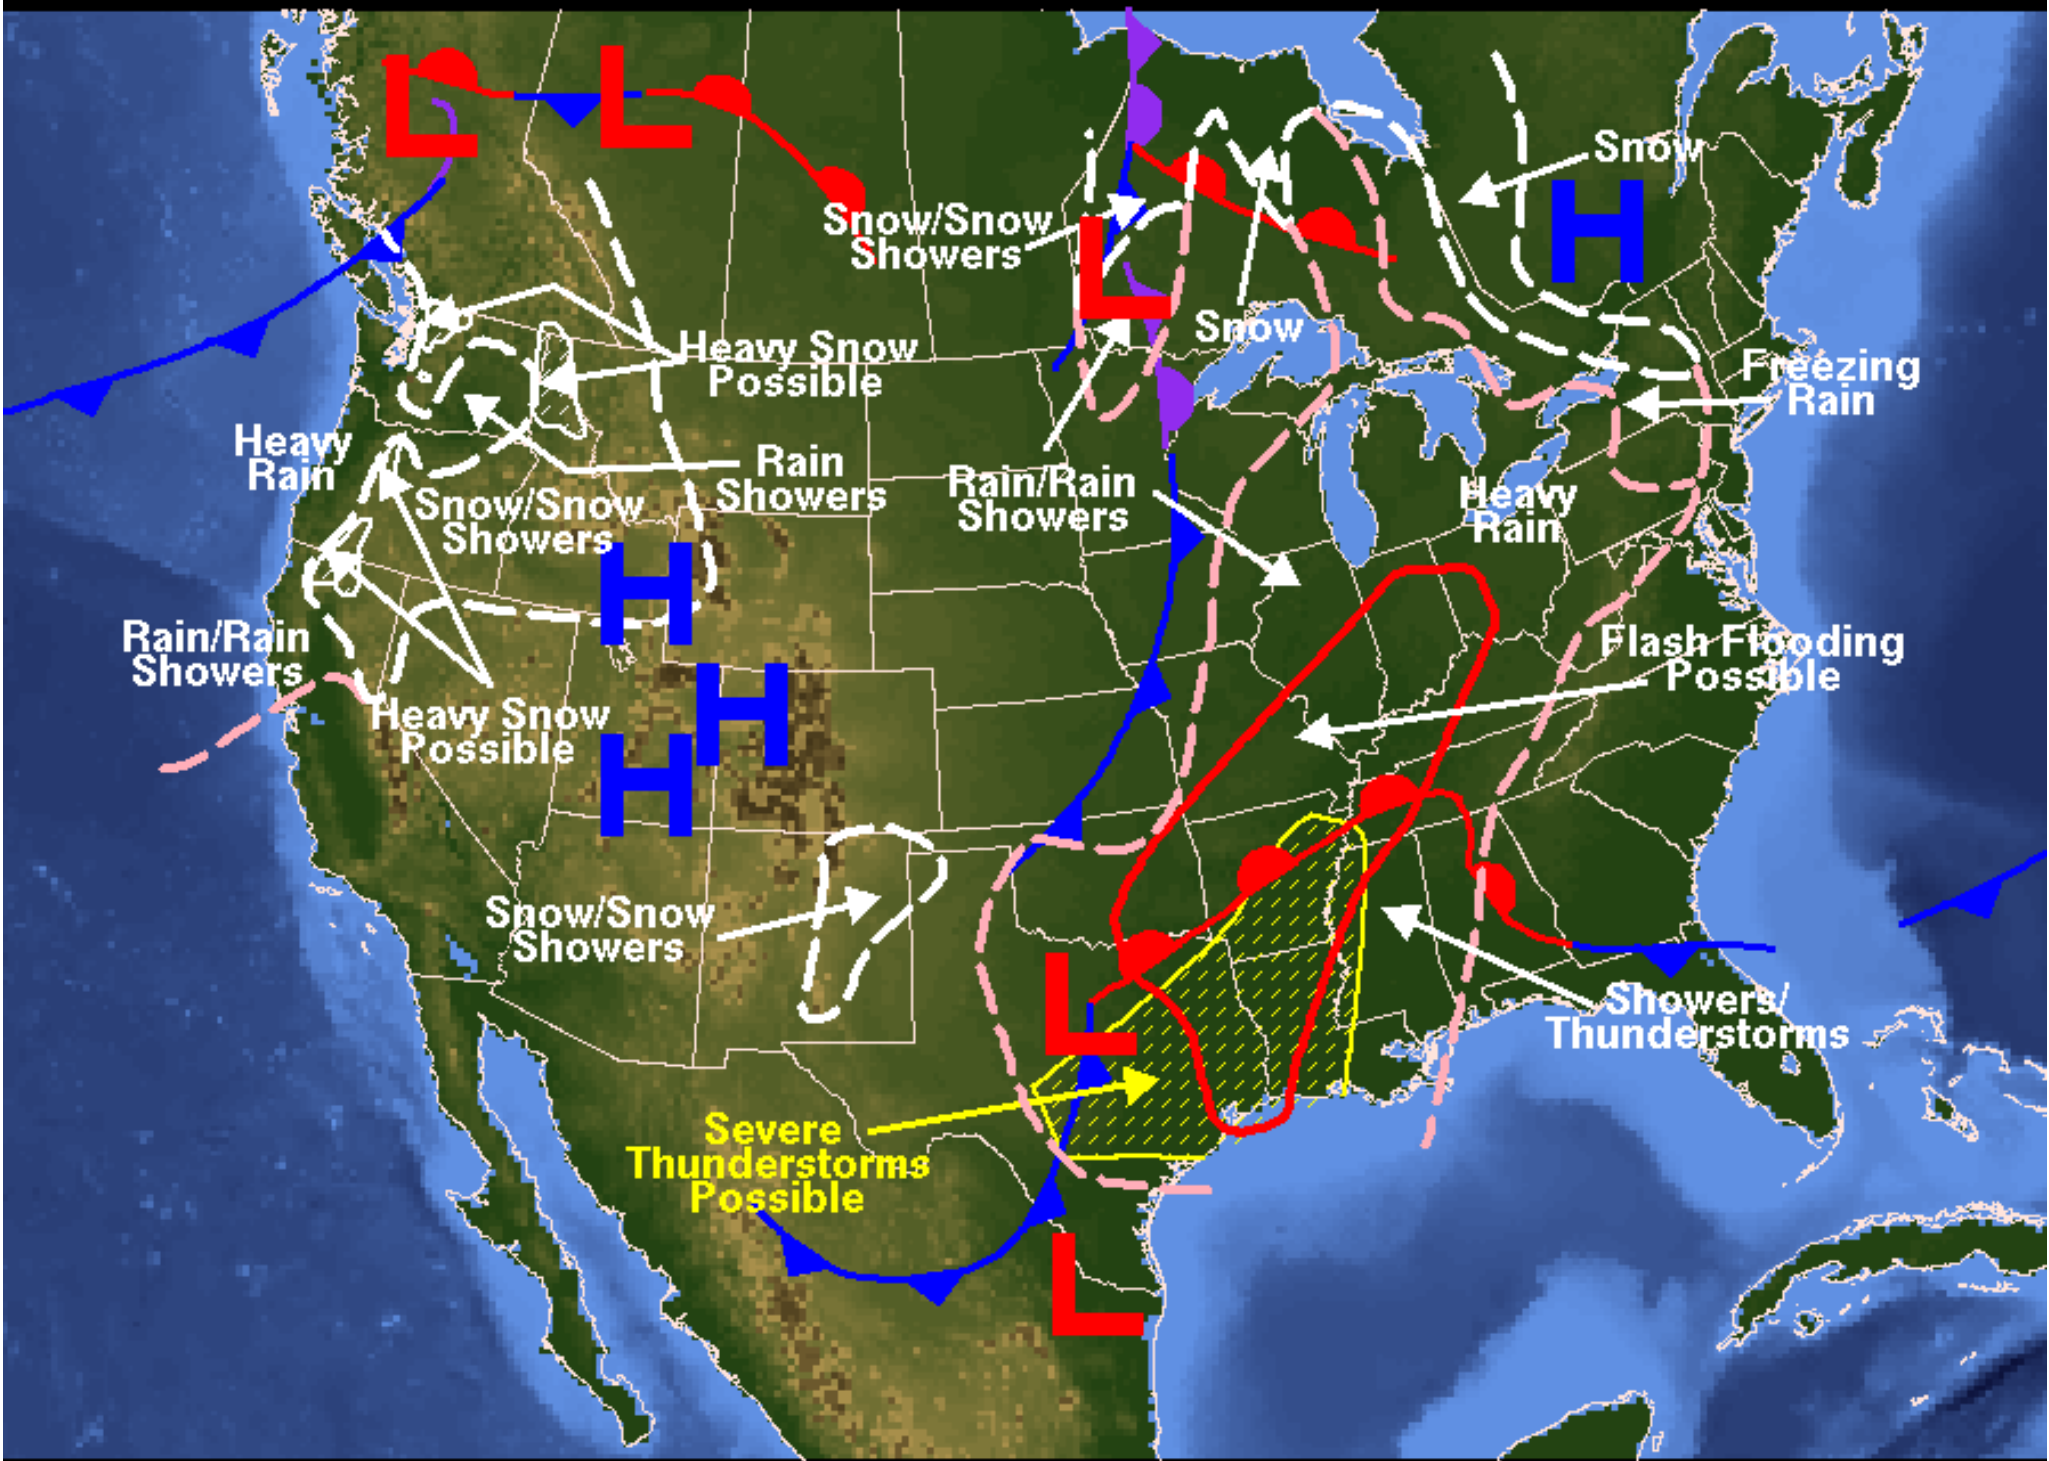 L
L
Snow
Snow/Snow
Showers
H
L
Snow
Heavy Snow
Possible
Freezing
Rain
Heavy
Rain
Rain
Showers
Rain/Rain
Showers
Heavy
Rain
Snow/Snow
Showers
H
Rain/Rain
Showers
Flash Flooding
Possible
H
Heavy Snow
Possible
H
Snow/Snow
Showers
L
Showers/
Thunderstorms
Severe
Thunderstorms
Possible
L